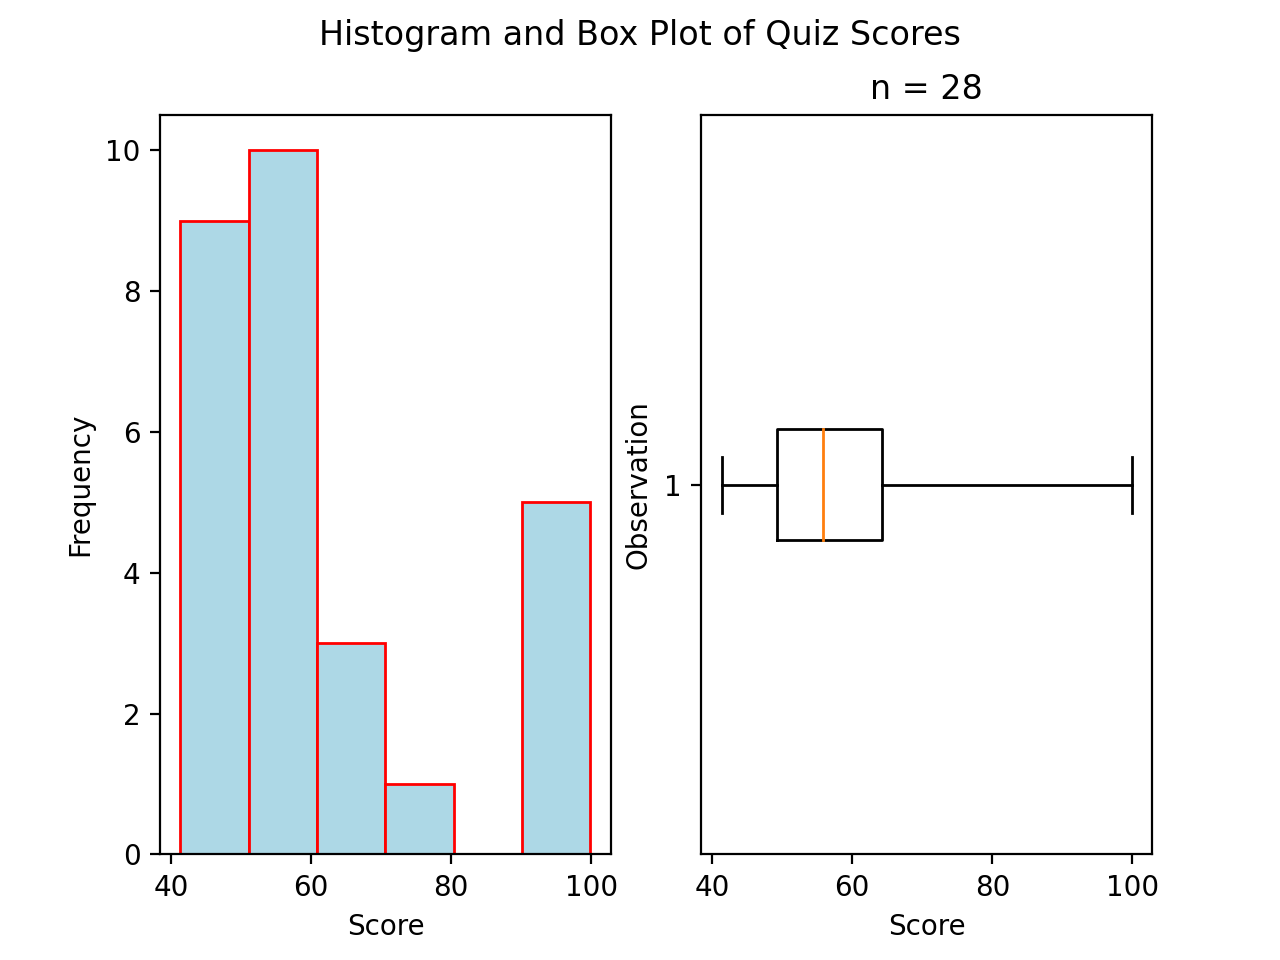 Histogram and Box Plot of Quiz Scores
10
8
6
4
2
0
Frequency
40 60 80 100
Score
n = 28
Observation
1
40 60 80 100
Score